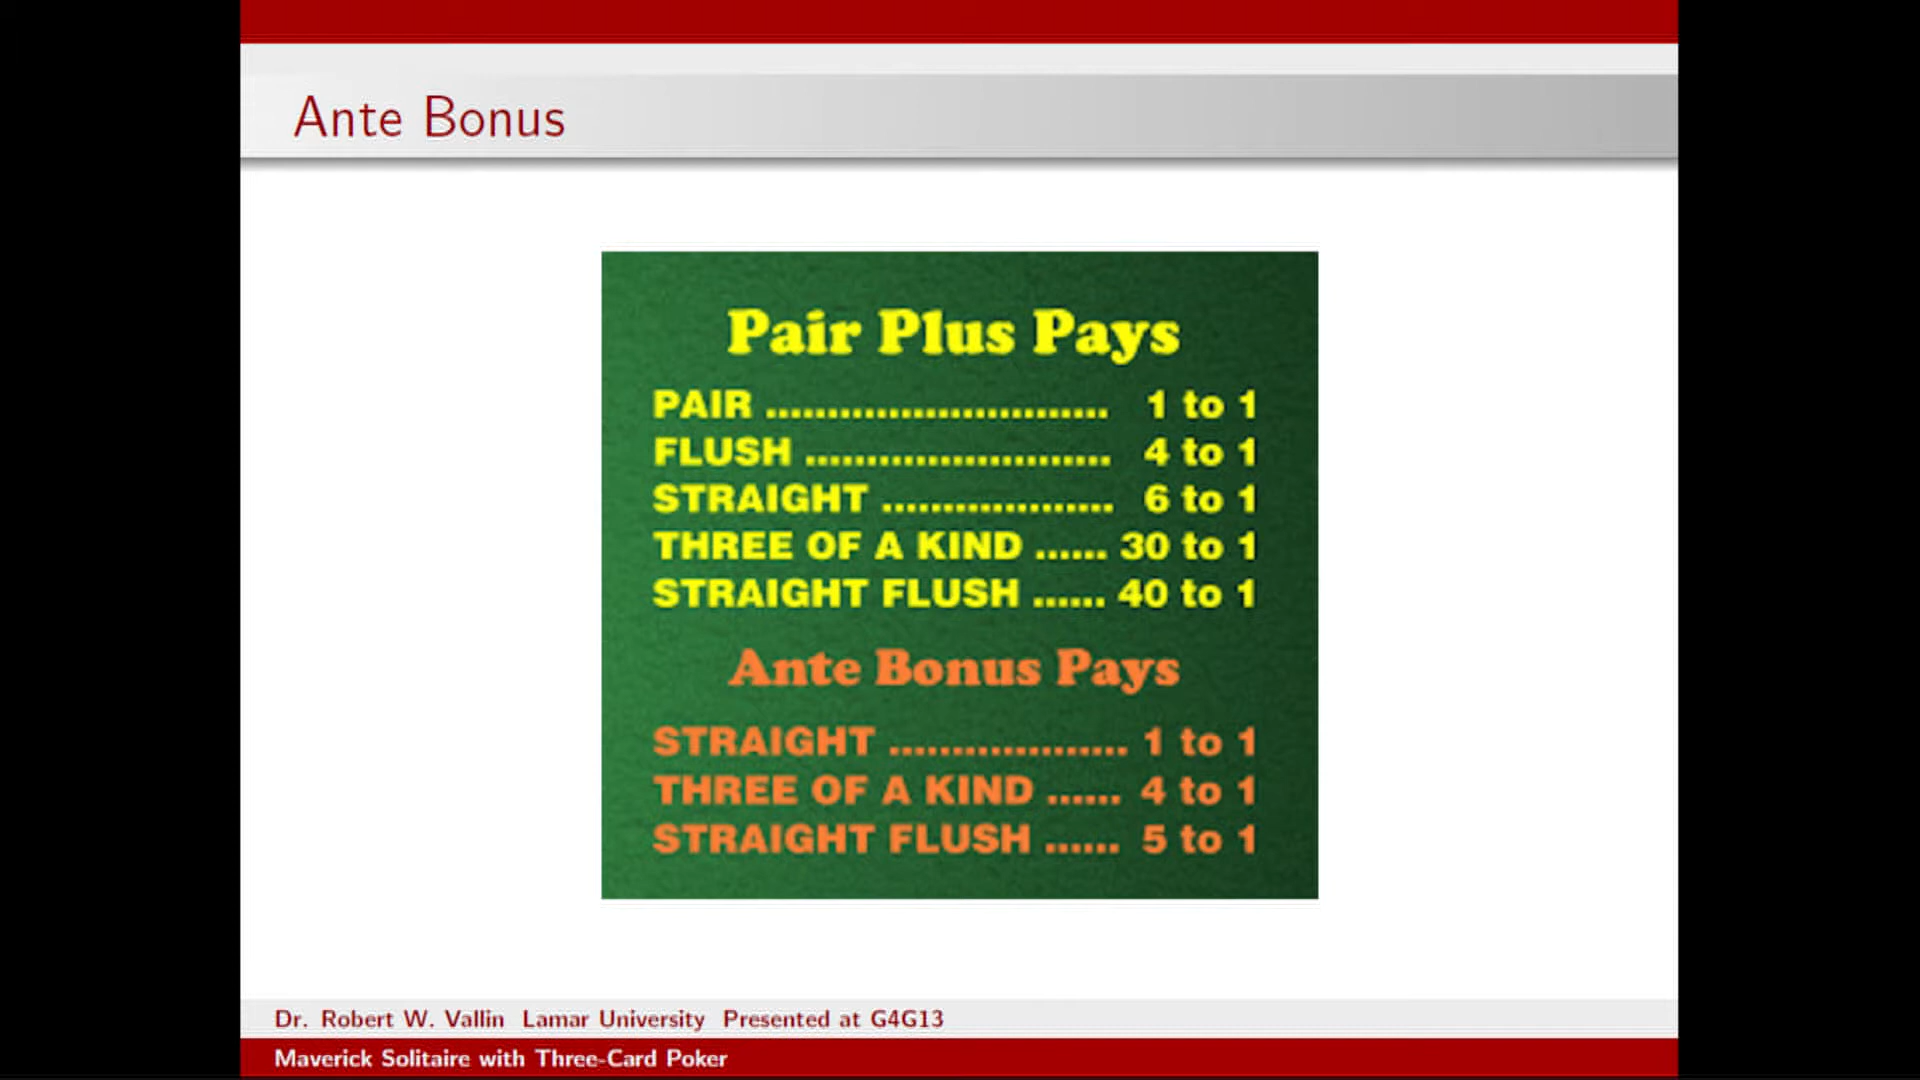 Ante Bonus
Pair Plus Pays
PAIR ............................ 1 to 1
FLUSH ......................... 4 to 1
STRAIGHT ................... 6 to 1
THREE OF A KIND ...... 30 to 1
STRAIGHT FLUSH ...... 40 to 1
Ante Bonus Pays
STRAIGHT .................... 1 to 1
THREE OF A KIND ...... 4 to 1
STRAIGHT FLUSH ...... 5 to 1
Dr. Robert W. Vallin Lamar University Presented at G4G13
Maverick Solitaire with Three-Card Poker